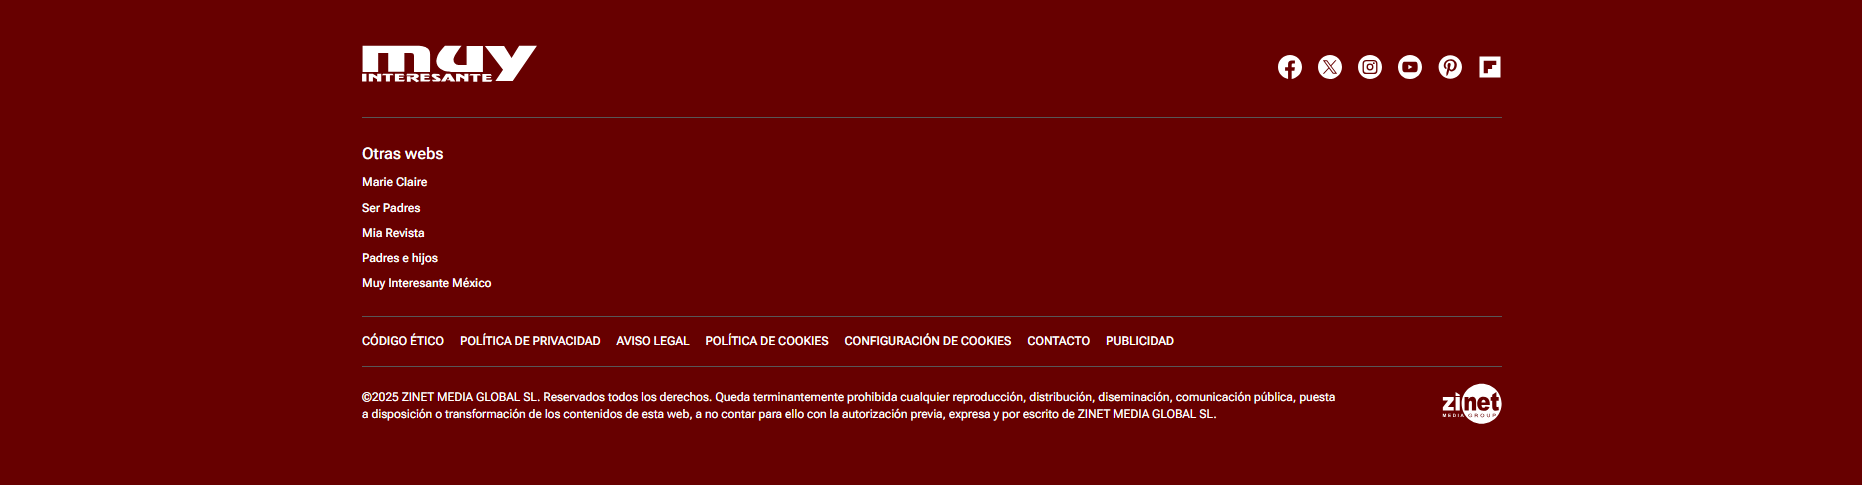 muy
INTERESANTE
Otras webs
Marie Claire
Ser Padres
Mia Revista
Padres e hijos
Muy Interesante México
CÓDIGO ÉTICO POLÍTICA DE PRIVACIDAD AVISO LEGAL POLÍTICA DE COOKIES CONFIGURACIÓN DE COOKIES CONTACTO PUBLICIDAD
©2025 ZINET MEDIA GLOBAL SL. Reservados todos los derechos. Queda terminantemente prohibida cualquier reproducción, distribución, diseminación, comunicación pública, puesta
a disposición o transformación de los contenidos de esta web, a no contar para ello con la autorización previa, expresa y por escrito de ZINET MEDIA GLOBAL SL.
zinet
MEDIA GROUP